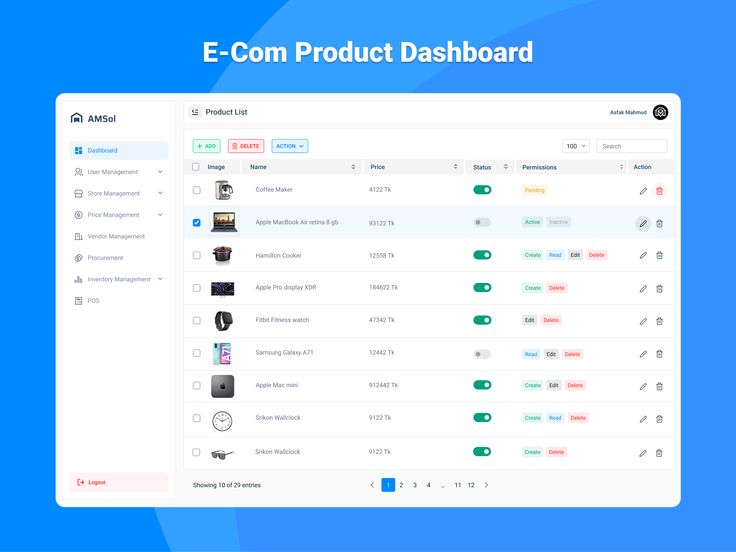 E-Com Product Dashboard
AMSol
Product List
Asfak Mahmud
Dashboard
User Management
Store Management
Price Management
Vendor Management
Procurement
Inventory Management
POS
Logout
ADD DELETE ACTION 100 Search
Image Name Price Status Permissions Action
Coffee Maker 4122 Tk Pending
Apple MacBook Air retina 8 gb 93122 Tk Active Inactive
Hamilton Cooker 12558 Tk Create Read Edit Delete
Apple Pro display XDR 184622 Tk Create Delete
Fitbit Fitness watch 47342 Tk Edit Delete
Samsung Galaxy A71 12442 Tk Read Edit Delete
Apple Mac mini 912442 Tk Create Edit Delete
Srikon Wallclock 9122 Tk Create Read Delete
Srikon Wallclock 9122 Tk Create Delete
Showing 10 of 29 entries
1 2 3 4 ... 11 12